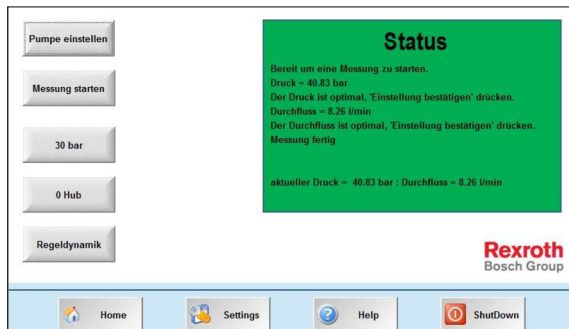 Pumpe einstellen
Messung starten
30 bar
0 Hub
Regeldynamik
Status
Bereit um eine Messung zu starten.
Druck = 40.83 bar
Der Druck ist optimal, 'Einstellung bestätigen' drücken.
Durchfluss = 8.26 l/min
Der Durchfluss ist optimal, 'Einstellung bestätigen' drücken.
Messung fertig
aktueller Druck = 40.83 bar : Durchfluss = 8.26 l/min
Rexroth
Bosch Group
Home
Settings
Help
ShutDown